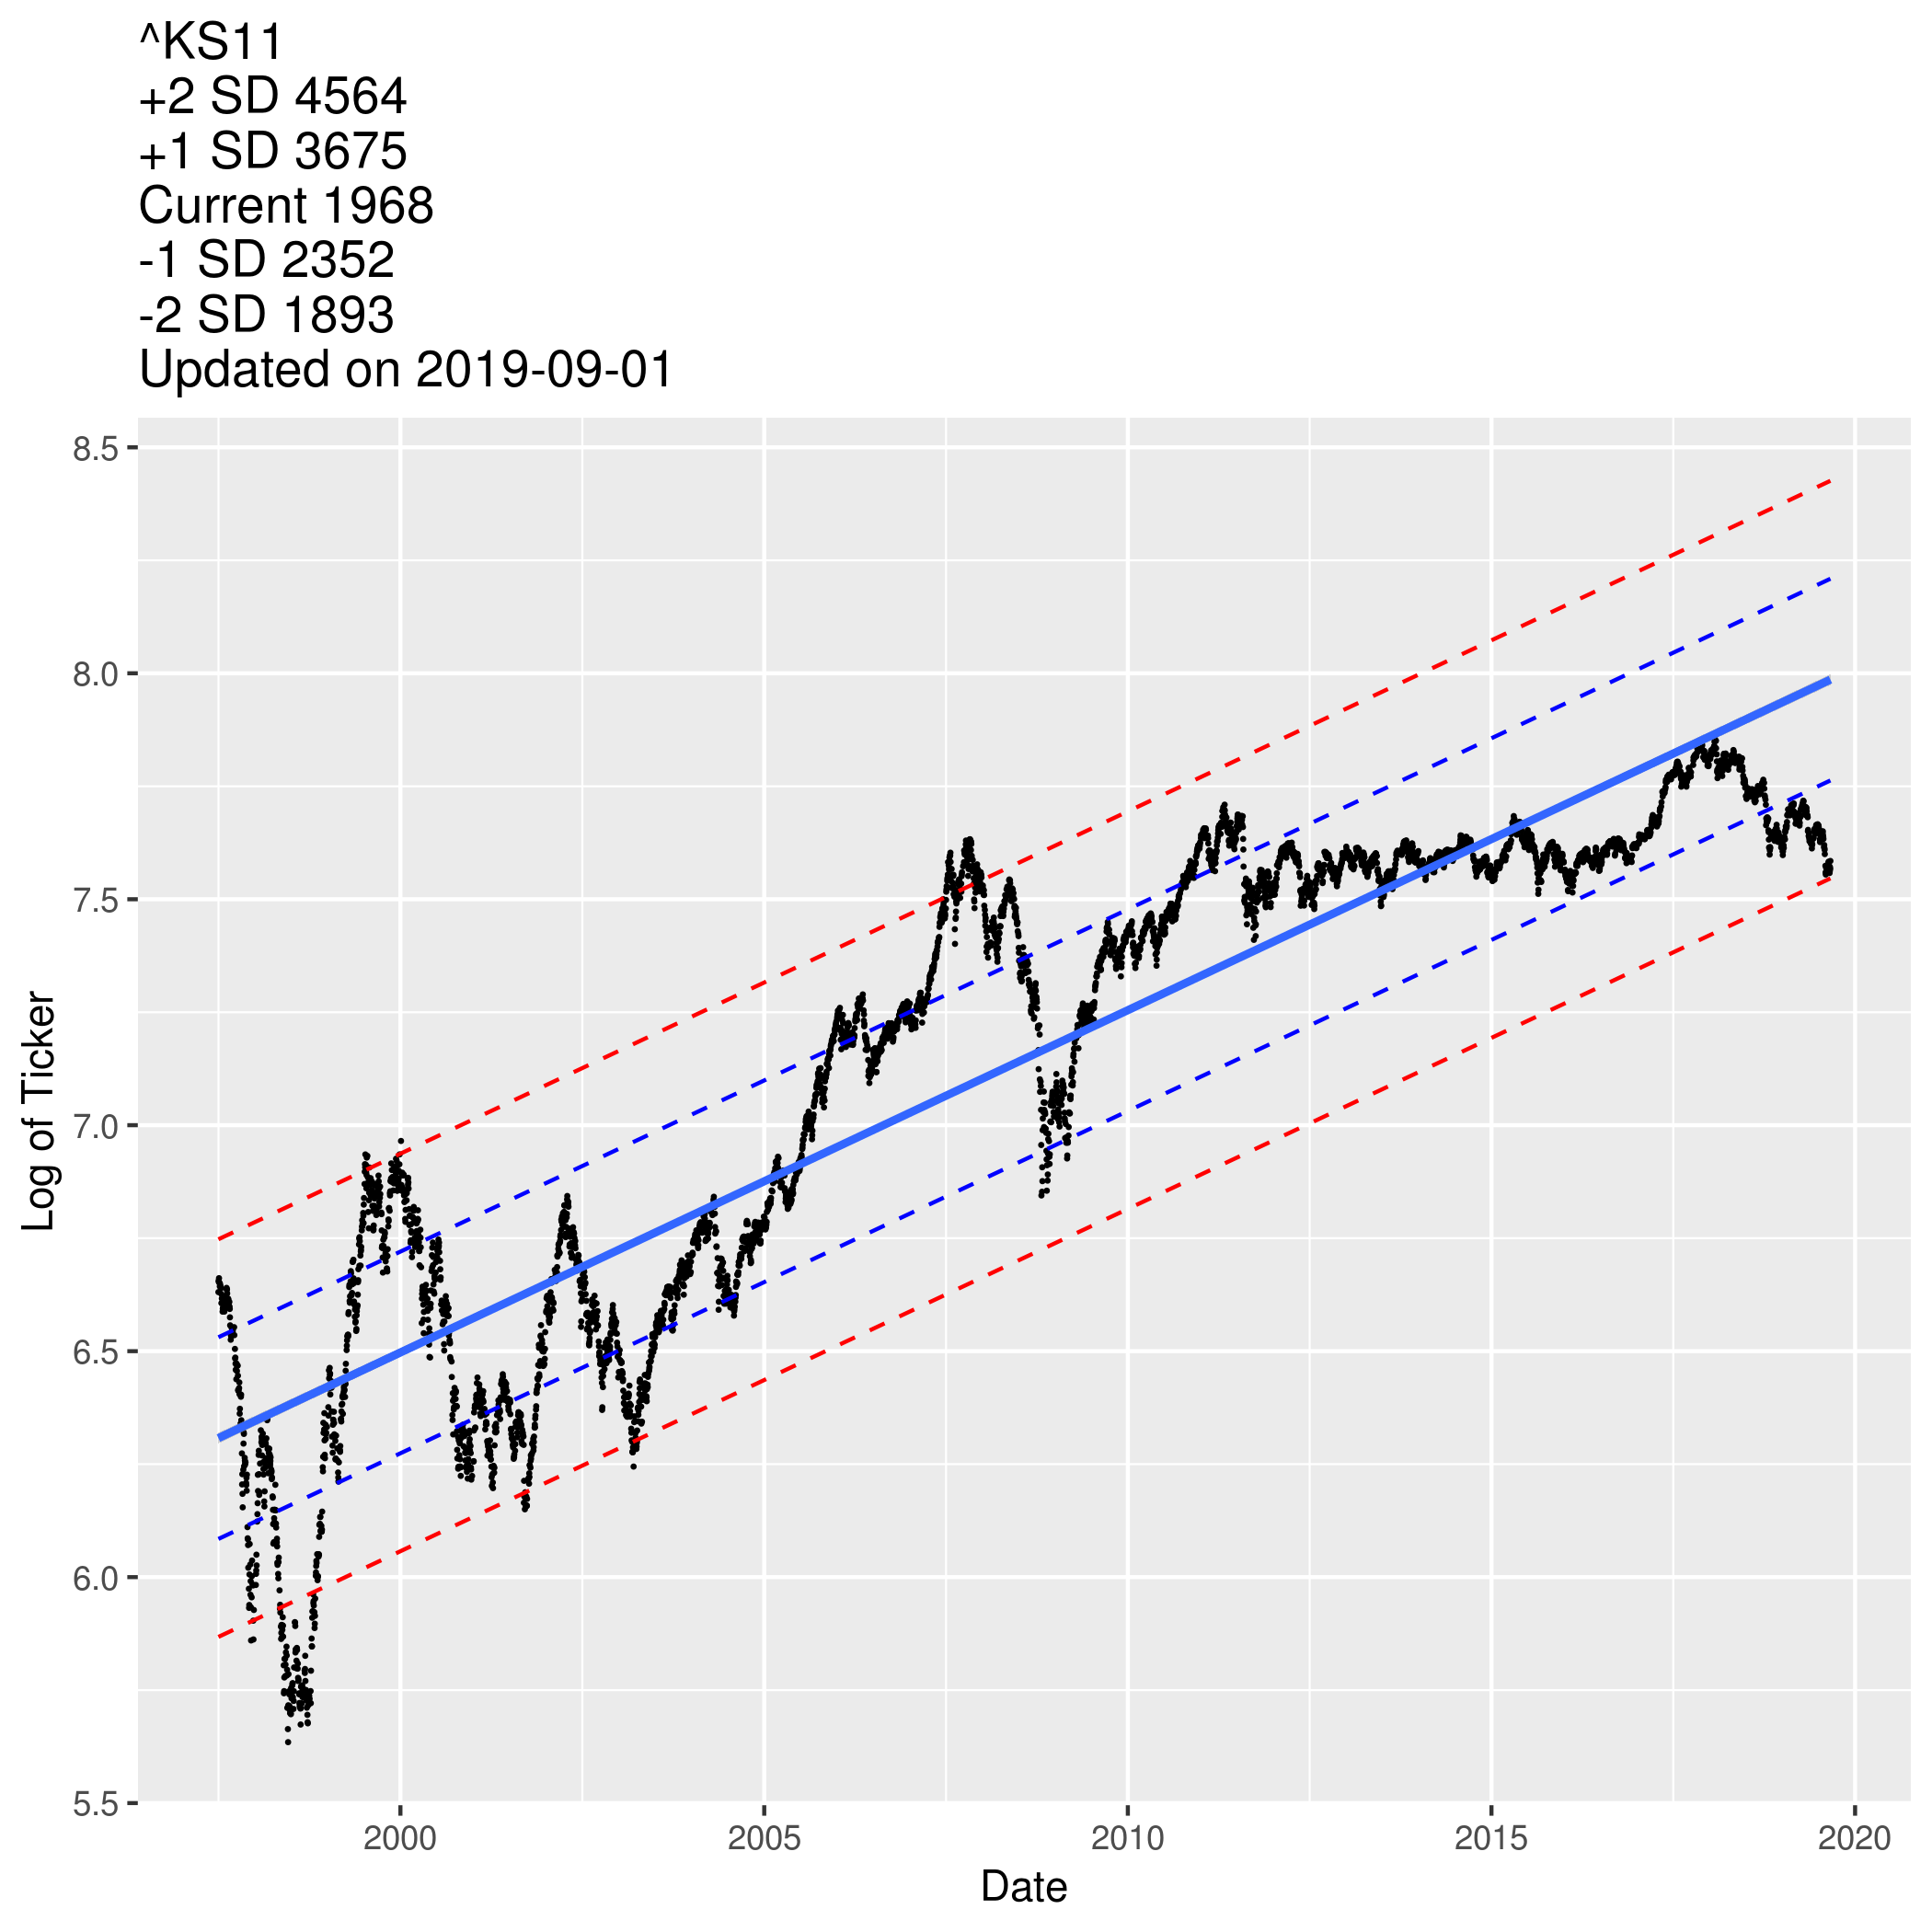 ^KS11
+2 SD 4564
+1 SD 3675
Current 1968
-1 SD 2352
-2 SD 1893
Updated on 2019-09-01
8.5
8.0
7.5
7.0
6.5
6.0
5.5
Log of Ticker
2000 2005 2010 2015 2020
Date